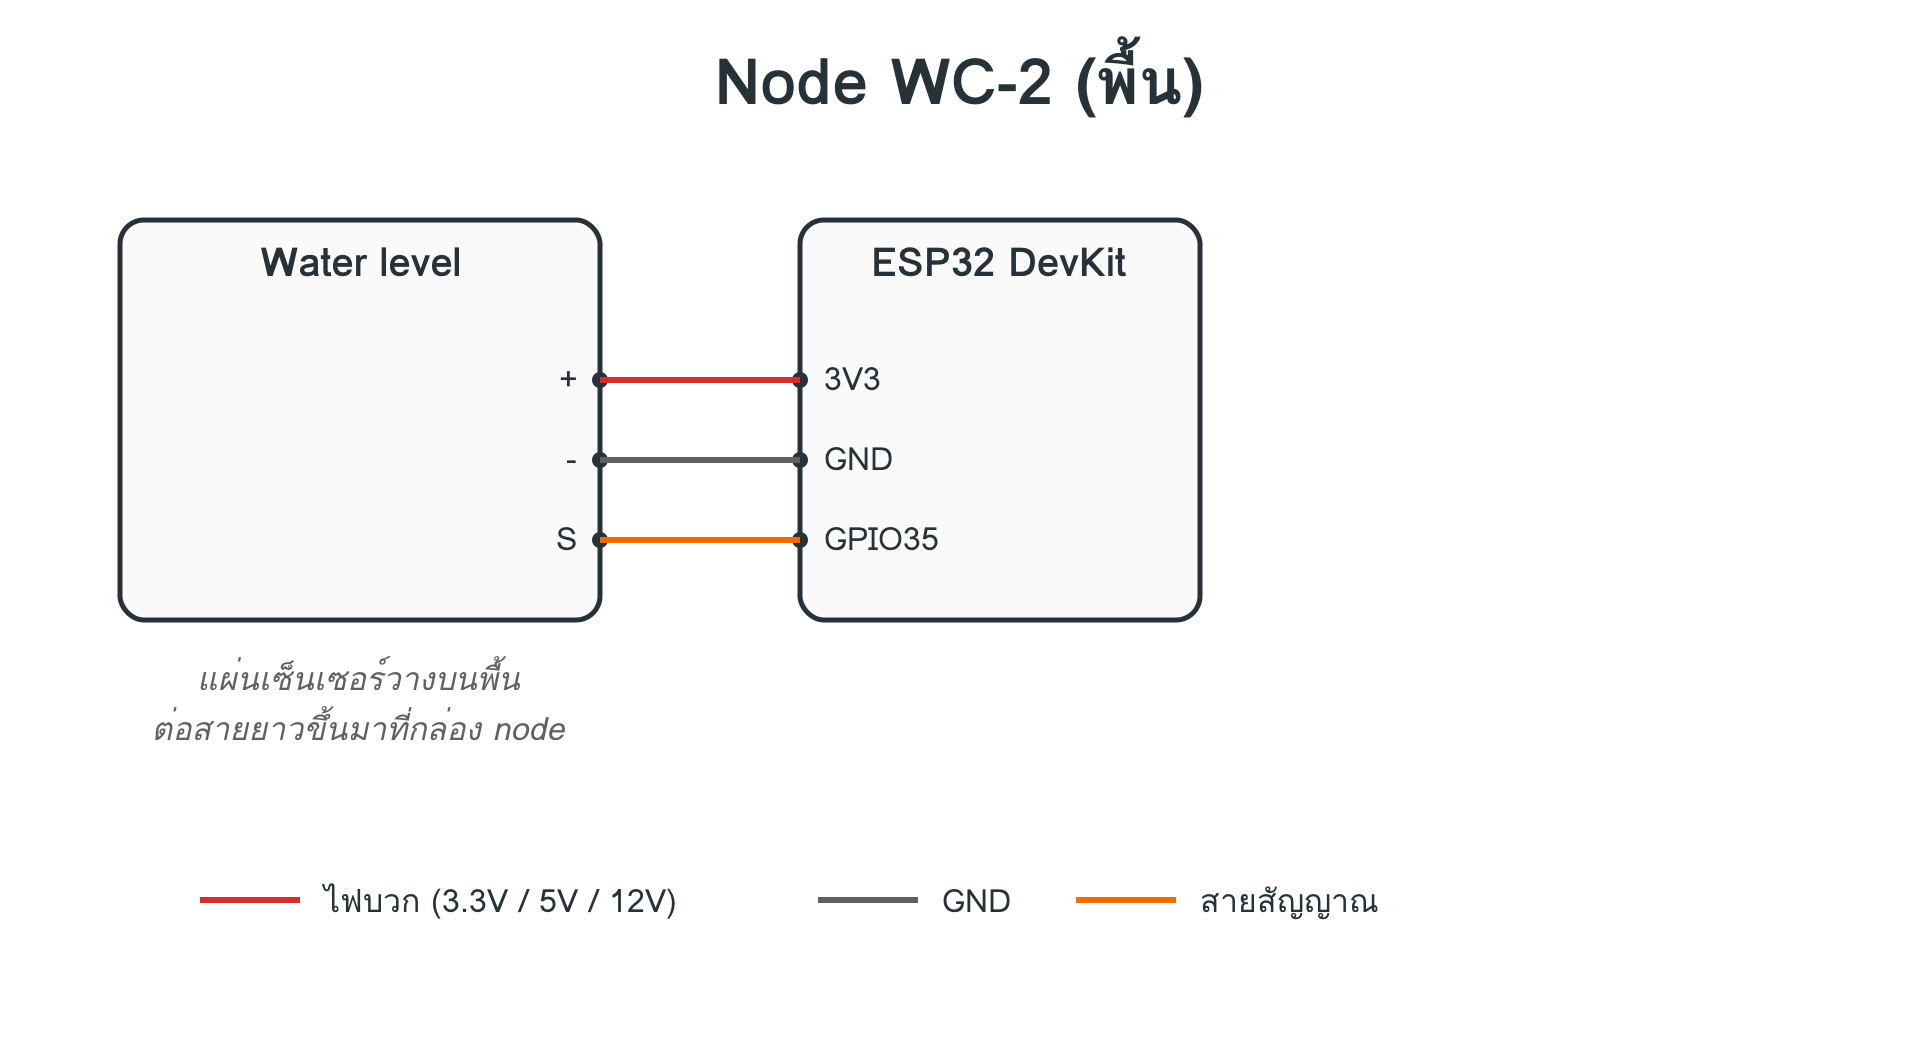 Node WC-2 (พื้น)
Water level
ESP32 DevKit
+
3V3
-
GND
S
GPIO35
แผ่นเซ็นเซอร์วางบนพื้น
ต่อสายยาวขึ้นมาที่กล่อง node
ไฟบวก (3.3V / 5V / 12V)
GND
สายสัญญาณ